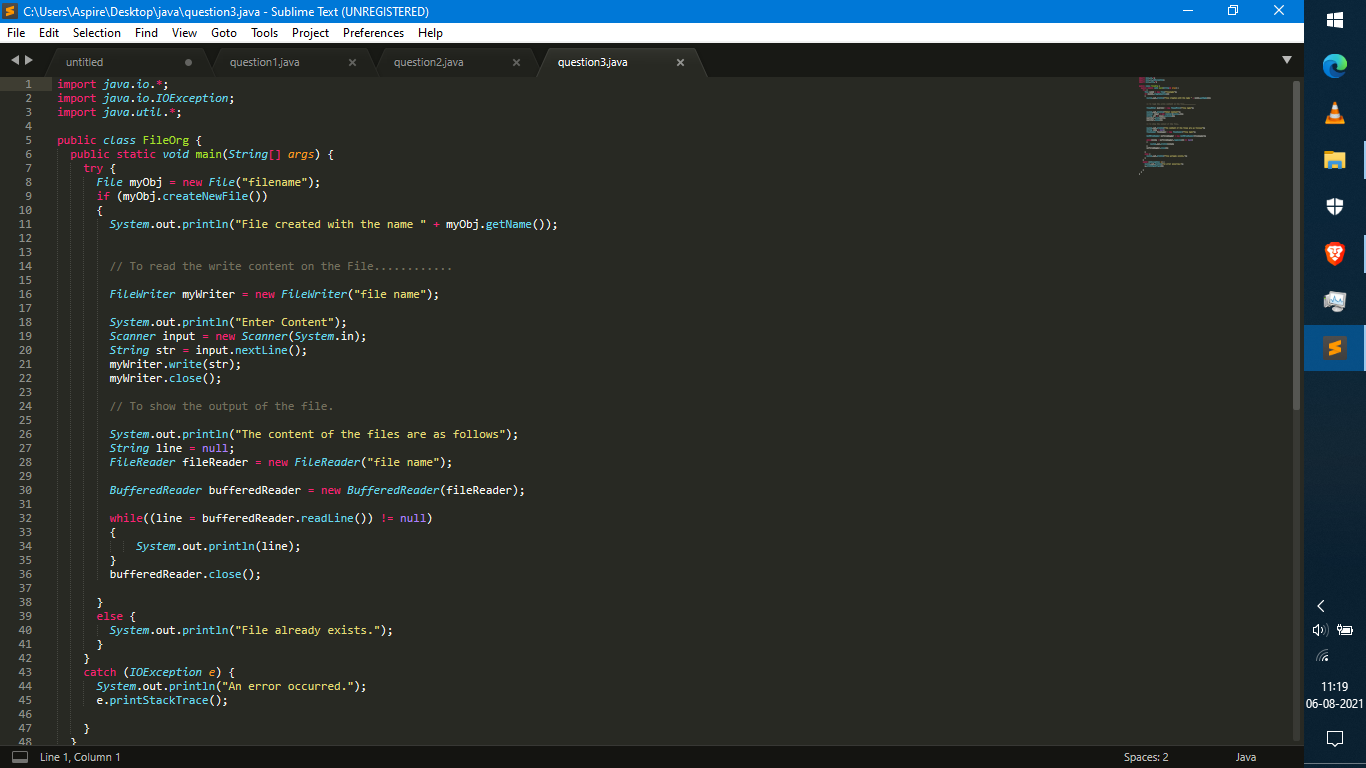 C:\Users\Aspire\Desktop\java\question3.java - Sublime Text (UNREGISTERED)
File Edit Selection Find View Goto Tools Project Preferences Help
untitled question1.java question2.java question3.java
1 import java.io.*;
2 import java.io.IOException;
3 import java.util.*;
4
5 public class FileOrg {
6 public static void main(String[] args) {
7 try {
8 File myObj = new File("filename");
9 if (myObj.createNewFile())
10 {
11 System.out.println("File created with the name " + myObj.getName());
12
13
14 // To read the write content on the File............
15
16 FileWriter myWriter = new FileWriter("file name");
17
18 System.out.println("Enter Content");
19 Scanner input = new Scanner(System.in);
20 String str = input.nextLine();
21 myWriter.write(str);
22 myWriter.close();
23
24 // To show the output of the file.
25
26 System.out.println("The content of the files are as follows");
27 String line = null;
28 FileReader fileReader = new FileReader("file name");
29
30 BufferedReader bufferedReader = new BufferedReader(fileReader);
31
32 while((line = bufferedReader.readLine()) != null)
33 {
34 System.out.println(line);
35 }
36 bufferedReader.close();
37
38 }
39 else {
40 System.out.println("File already exists.");
41 }
42 }
43 catch (IOException e) {
44 System.out.println("An error occurred.");
45 e.printStackTrace();
46
47 }
48 }
Line 1, Column 1
Spaces: 2 Java
11:19
06-08-2021